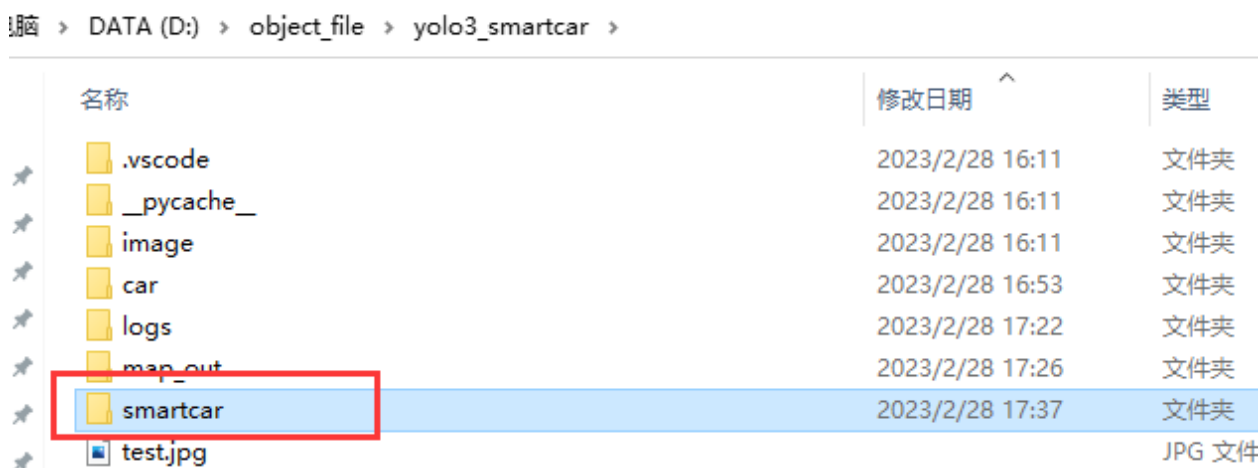 脑 > DATA (D:) > object_file > yolo3_smartcar >
名称 修改日期 类型
.vscode 2023/2/28 16:11 文件夹
__pycache__ 2023/2/28 16:11 文件夹
image 2023/2/28 16:11 文件夹
car 2023/2/28 16:53 文件夹
logs 2023/2/28 17:22 文件夹
map_out 2023/2/28 17:26 文件夹
smartcar 2023/2/28 17:37 文件夹
test.jpg JPG 文件